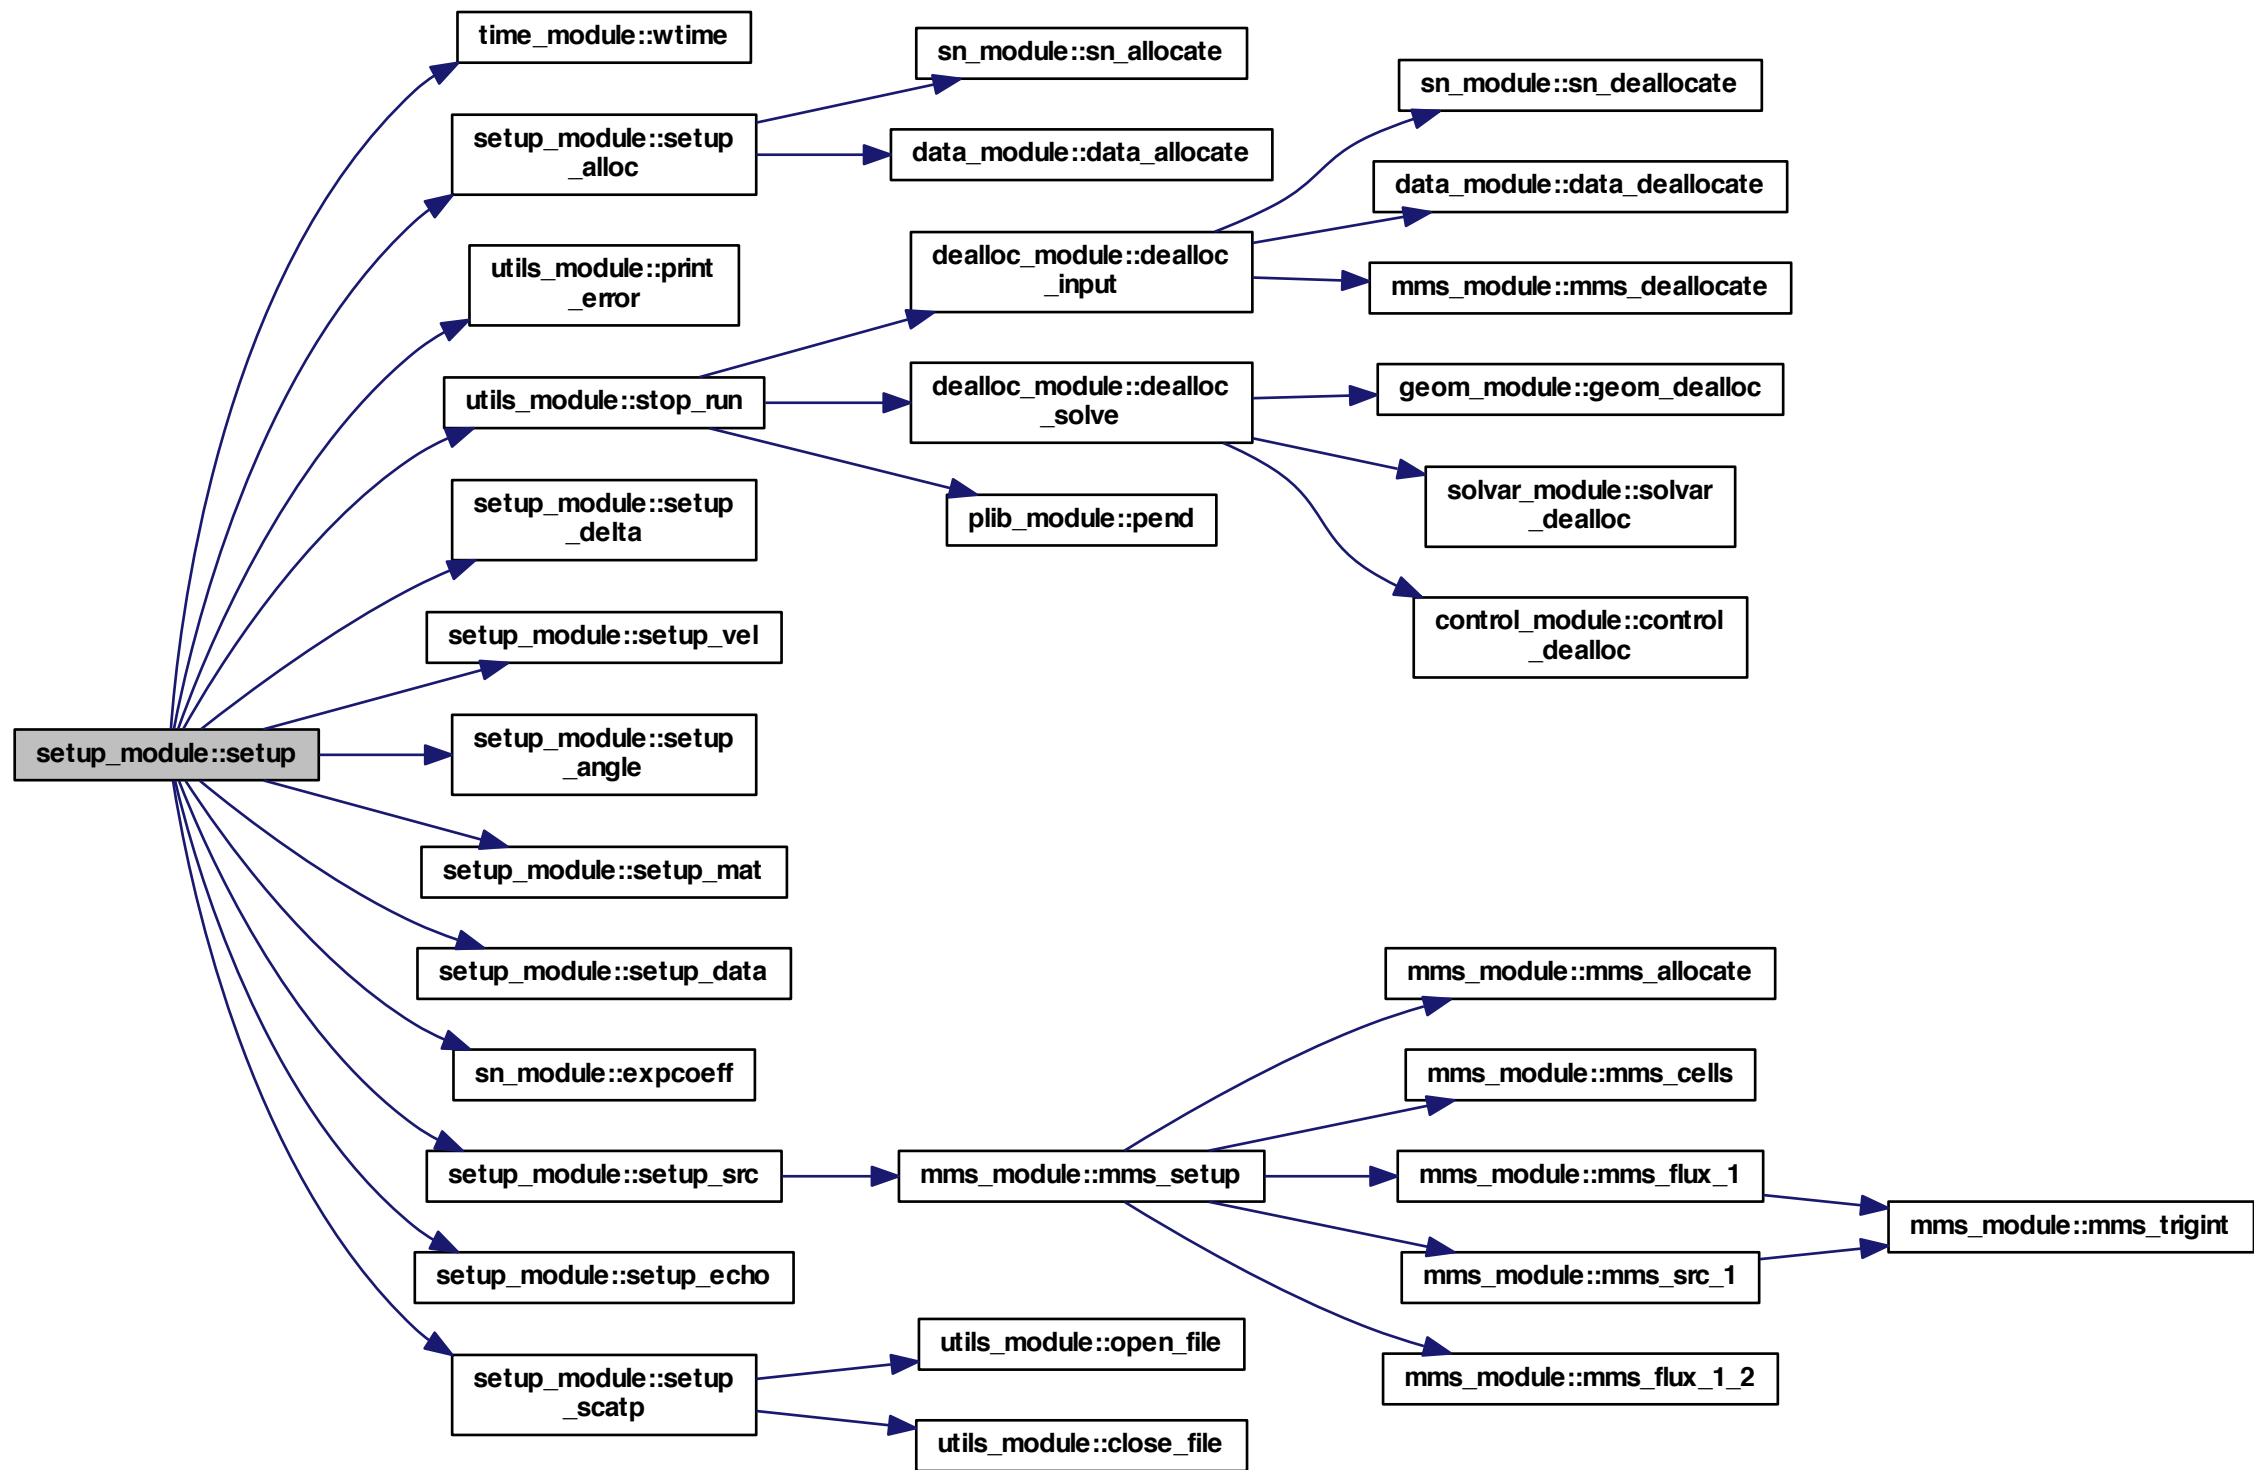 time_module::wtime
setup_module::setup
_alloc
utils_module::print
_error
utils_module::stop_run
setup_module::setup
_delta
setup_module::setup_vel
setup_module::setup
setup_module::setup
_angle
setup_module::setup_mat
setup_module::setup_data
sn_module::expcoeff
setup_module::setup_src
setup_module::setup_echo
setup_module::setup
_scatp
sn_module::sn_allocate
data_module::data_allocate
dealloc_module::dealloc
_input
dealloc_module::dealloc
_solve
plib_module::pend
mms_module::mms_setup
utils_module::open_file
utils_module::close_file
sn_module::sn_deallocate
data_module::data_deallocate
mms_module::mms_deallocate
geom_module::geom_dealloc
solvar_module::solvar
_dealloc
control_module::control
_dealloc
mms_module::mms_allocate
mms_module::mms_cells
mms_module::mms_flux_1
mms_module::mms_src_1
mms_module::mms_flux_1_2
mms_module::mms_trigint